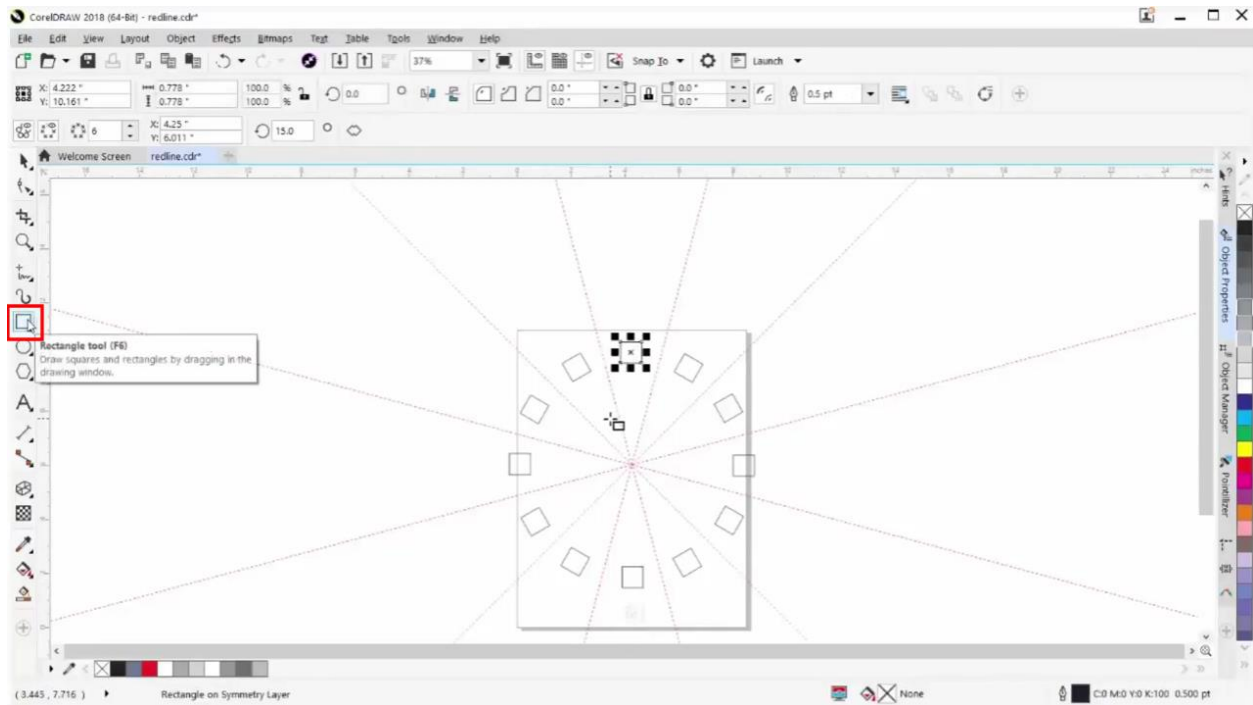 CorelDRAW 2018 (64-Bit) - redline.cdr*
File Edit View Layout Object Effects Bitmaps Text Table Tools Window Help
37% Snap To Launch
X: 4.222 " 0.778 " 100.0 % 0.0 ° 0.0 " 0.0 " 0.5 pt
Y: 10.161 " 0.778 " 100.0 % 0.0 " 0.0 "
6 X: 4.25 " 15.0 °
Y: 6.011 "
Welcome Screen redline.cdr*
inches
Hints
Object Properties
Object Manager
Pointillizer
Rectangle tool (F6)
Draw squares and rectangles by dragging in the
drawing window.
( 3.445 , 7.716 ) Rectangle on Symmetry Layer None C:0 M:0 Y:0 K:100 0.500 pt